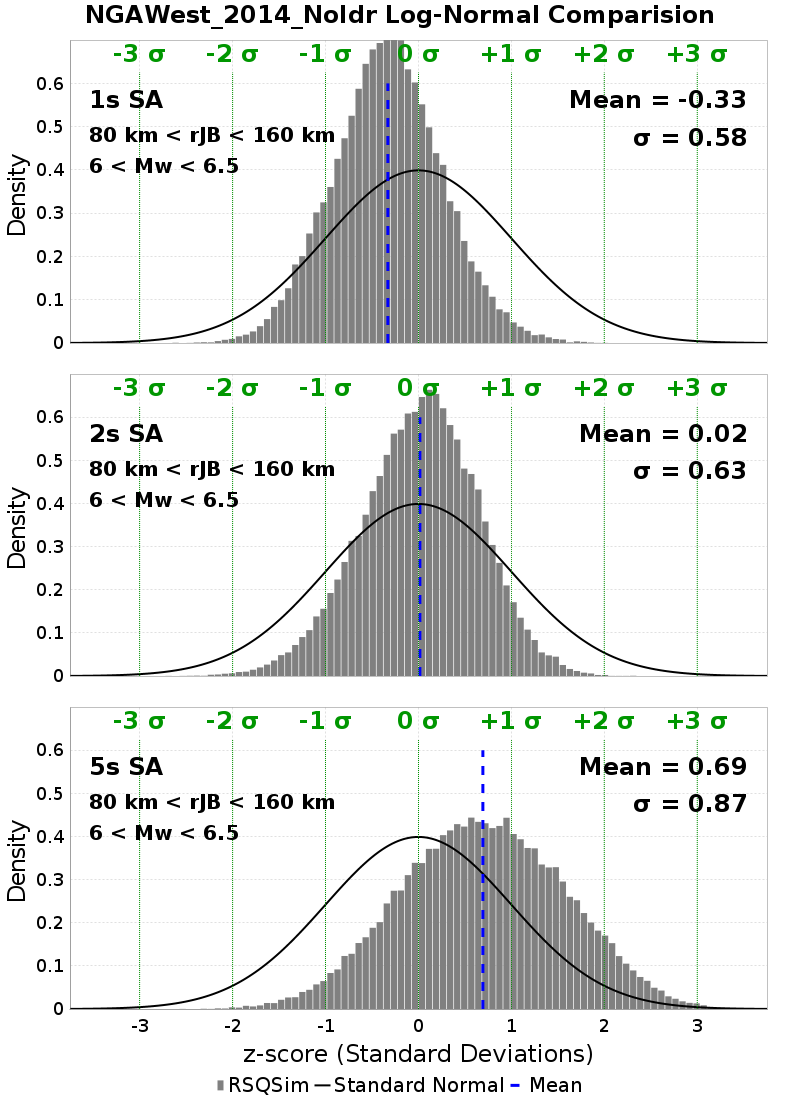 NGAWest_2014_NoIdr Log-Normal Comparision
-3 σ -2 σ -1 σ 0 σ +1 σ +2 σ +3 σ
1s SA Mean = -0.33
80 km < rJB < 160 km σ = 0.58
6 < Mw < 6.5
Density
0.6
0.5
0.4
0.3
0.2
0.1
0
-3 σ -2 σ -1 σ 0 σ +1 σ +2 σ +3 σ
2s SA Mean = 0.02
80 km < rJB < 160 km σ = 0.63
6 < Mw < 6.5
Density
0.6
0.5
0.4
0.3
0.2
0.1
0
-3 σ -2 σ -1 σ 0 σ +1 σ +2 σ +3 σ
5s SA Mean = 0.69
80 km < rJB < 160 km σ = 0.87
6 < Mw < 6.5
Density
0.6
0.5
0.4
0.3
0.2
0.1
0
-3 -2 -1 0 1 2 3
z-score (Standard Deviations)
RSQSim Standard Normal Mean